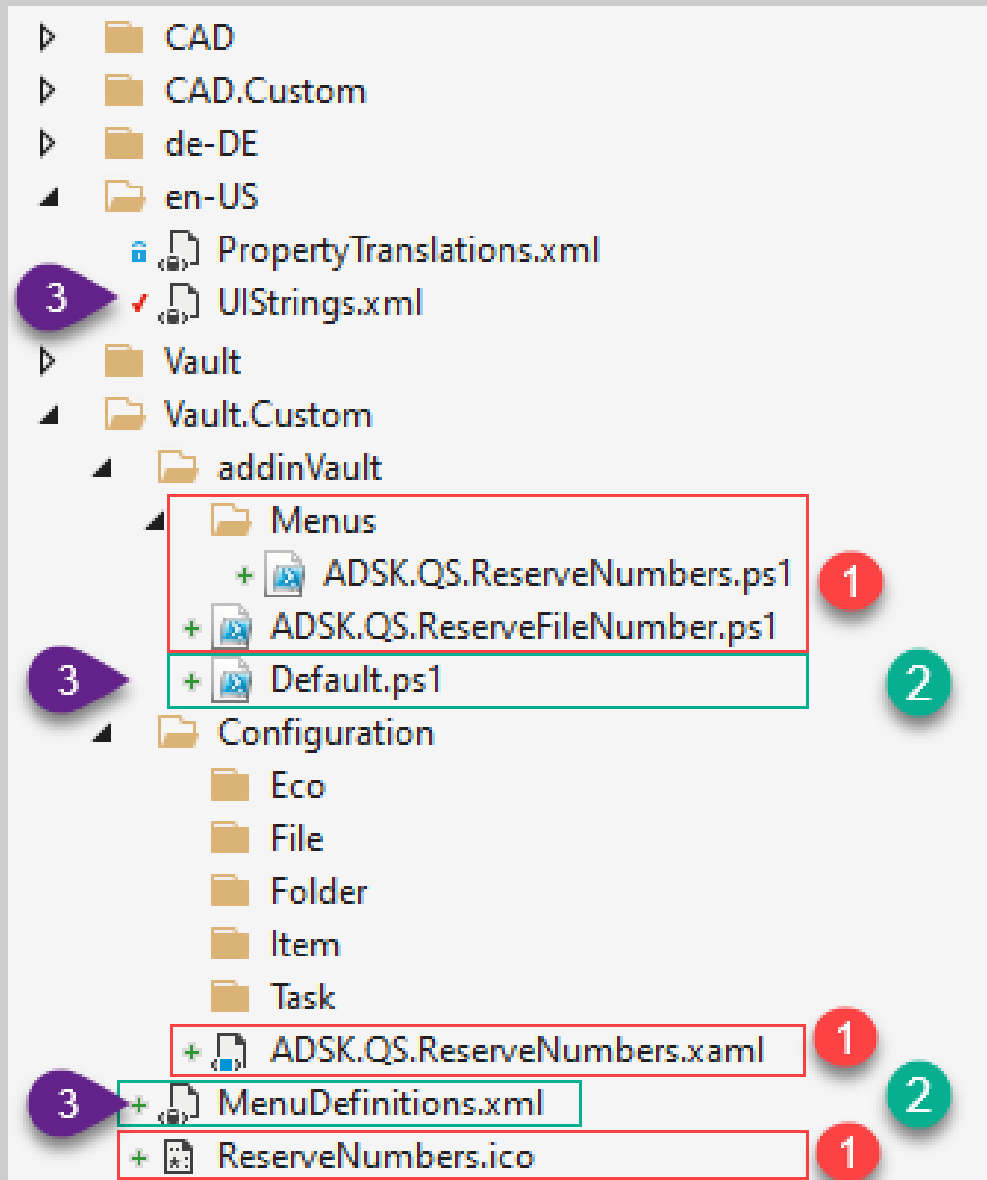 CAD
CAD.Custom
de-DE
en-US
PropertyTranslations.xml
3 UIStrings.xml
Vault
Vault.Custom
addinVault
Menus
ADSK.QS.ReserveNumbers.ps1 1
ADSK.QS.ReserveFileNumber.ps1
3 Default.ps1 2
Configuration
Eco
File
Folder
Item
Task
ADSK.QS.ReserveNumbers.xaml 1
3 MenuDefinitions.xml 2
ReserveNumbers.ico 1